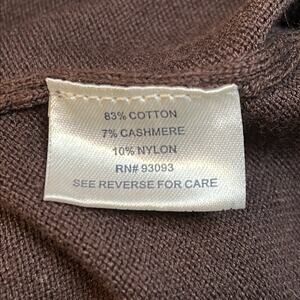 83% COTTON
7% CASHMERE
10% NYLON
RN# 93093
SEE REVERSE FOR CARE